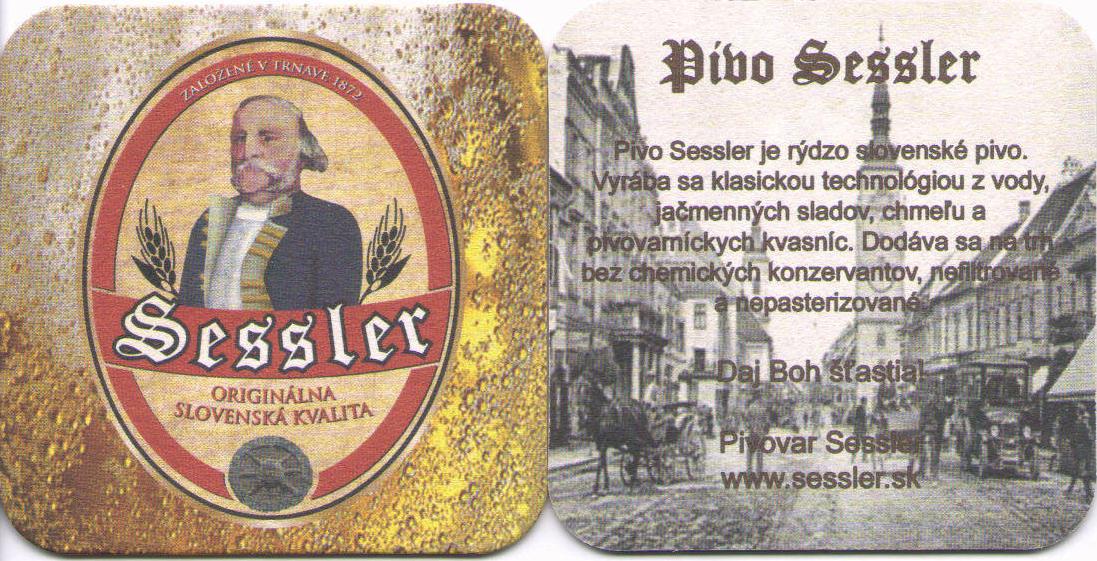 ZALOŽENÉ V TRNAVE 1872
Sessler
ORIGINÁLNA
SLOVENSKÁ KVALITA
Pivo Sessler
Pivo Sessler je rýdzo slovenské pivo.
Vyrába sa klasickou technológiou z vody,
jačmenných sladov, chmeľu a
pivovarníckych kvasníc. Dodáva sa na trh
bez chemických konzervantov, nefiltrované
a nepasterizované.
Daj Boh šťastia!
Pivovar Sessler
www.sessler.sk